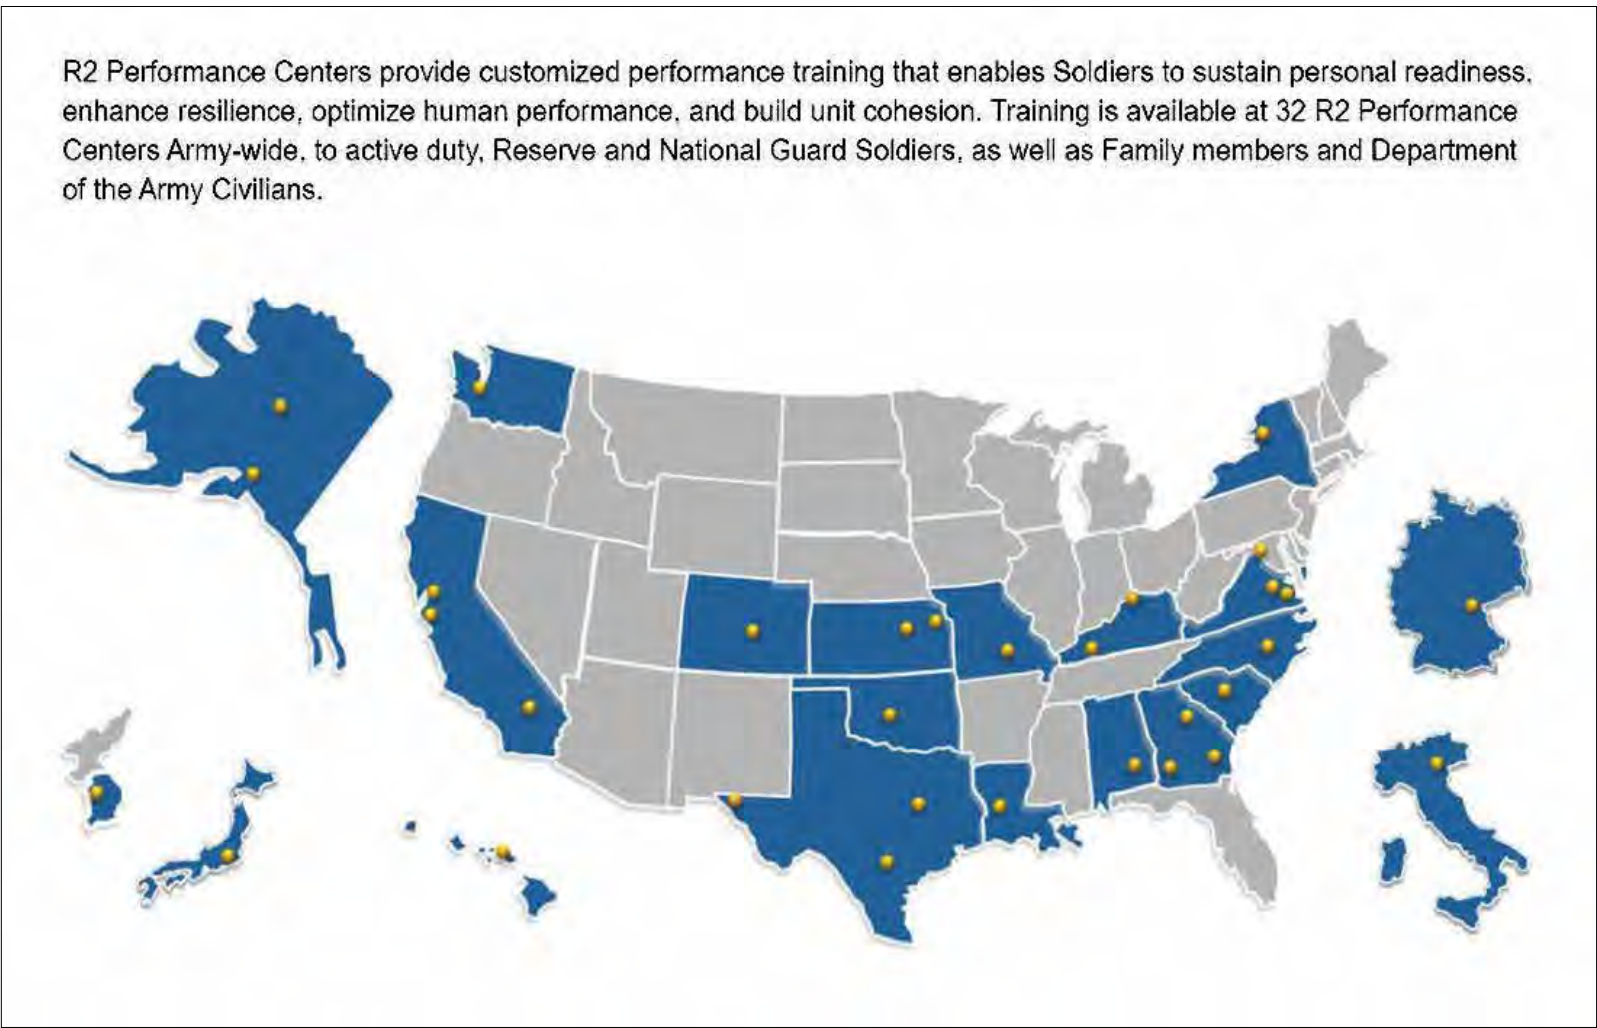 R2 Performance Centers provide customized performance training that enables Soldiers to sustain personal readiness,
enhance resilience, optimize human performance, and build unit cohesion. Training is available at 32 R2 Performance
Centers Army-wide, to active duty, Reserve and National Guard Soldiers, as well as Family members and Department
of the Army Civilians.